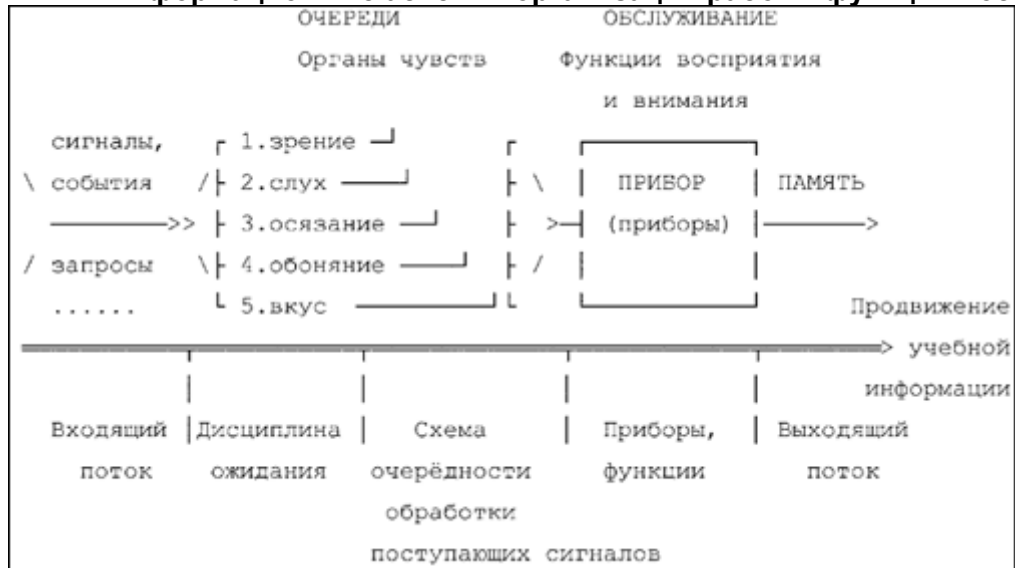 ОЧЕРЕДИ ОБСЛУЖИВАНИЕ
Органы чувств Функции восприятия
и внимания
сигналы, 1.зрение
события 2.слух ПРИБОР ПАМЯТЬ
3.осязание (приборы)
запросы 4.обоняние
...... 5.вкус Продвижение
учебной
информации
Входящий Дисциплина Схема Приборы, Выходящий
поток ожидания очерёдности функции поток
обработки
поступающих сигналов